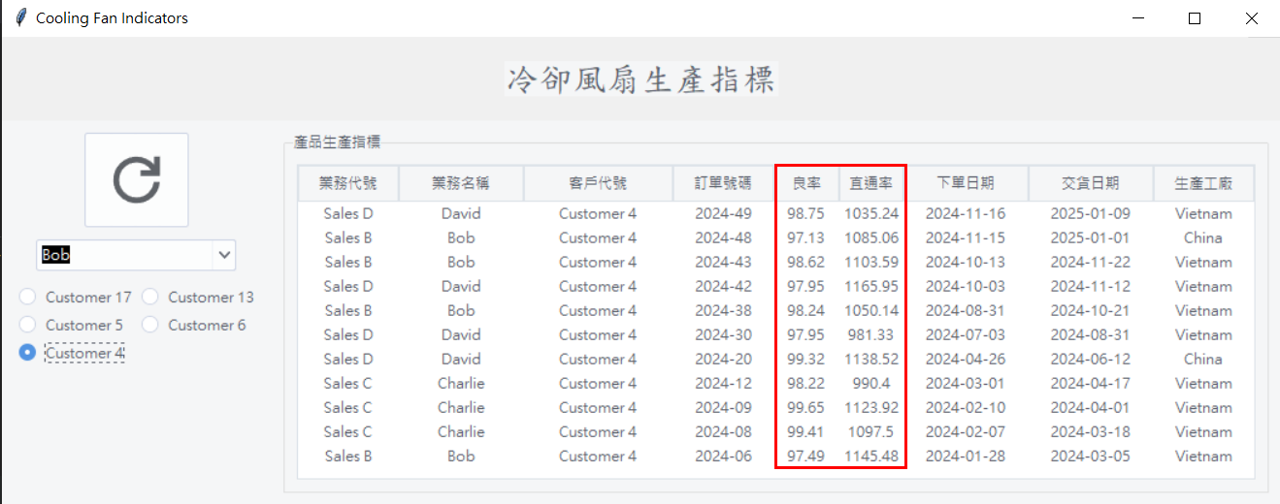 Cooling Fan Indicators
冷卻風扇生產指標
Bob
Customer 17 Customer 13
Customer 5 Customer 6
Customer 4
產品生產指標
業務代號 業務名稱 客戶代號 訂單號碼 良率 直通率 下單日期 交貨日期 生產工廠
Sales D David Customer 4 2024-49 98.75 1035.24 2024-11-16 2025-01-09 Vietnam
Sales B Bob Customer 4 2024-48 97.13 1085.06 2024-11-15 2025-01-01 China
Sales B Bob Customer 4 2024-43 98.62 1103.59 2024-10-13 2024-11-22 Vietnam
Sales D David Customer 4 2024-42 97.95 1165.95 2024-10-03 2024-11-12 Vietnam
Sales B Bob Customer 4 2024-38 98.24 1050.14 2024-08-31 2024-10-21 Vietnam
Sales D David Customer 4 2024-30 97.95 981.33 2024-07-03 2024-08-31 Vietnam
Sales D David Customer 4 2024-20 99.32 1138.52 2024-04-26 2024-06-12 China
Sales C Charlie Customer 4 2024-12 98.22 990.4 2024-03-01 2024-04-17 Vietnam
Sales C Charlie Customer 4 2024-09 99.65 1123.92 2024-02-10 2024-04-01 Vietnam
Sales C Charlie Customer 4 2024-08 99.41 1097.5 2024-02-07 2024-03-18 Vietnam
Sales B Bob Customer 4 2024-06 97.49 1145.48 2024-01-28 2024-03-05 Vietnam